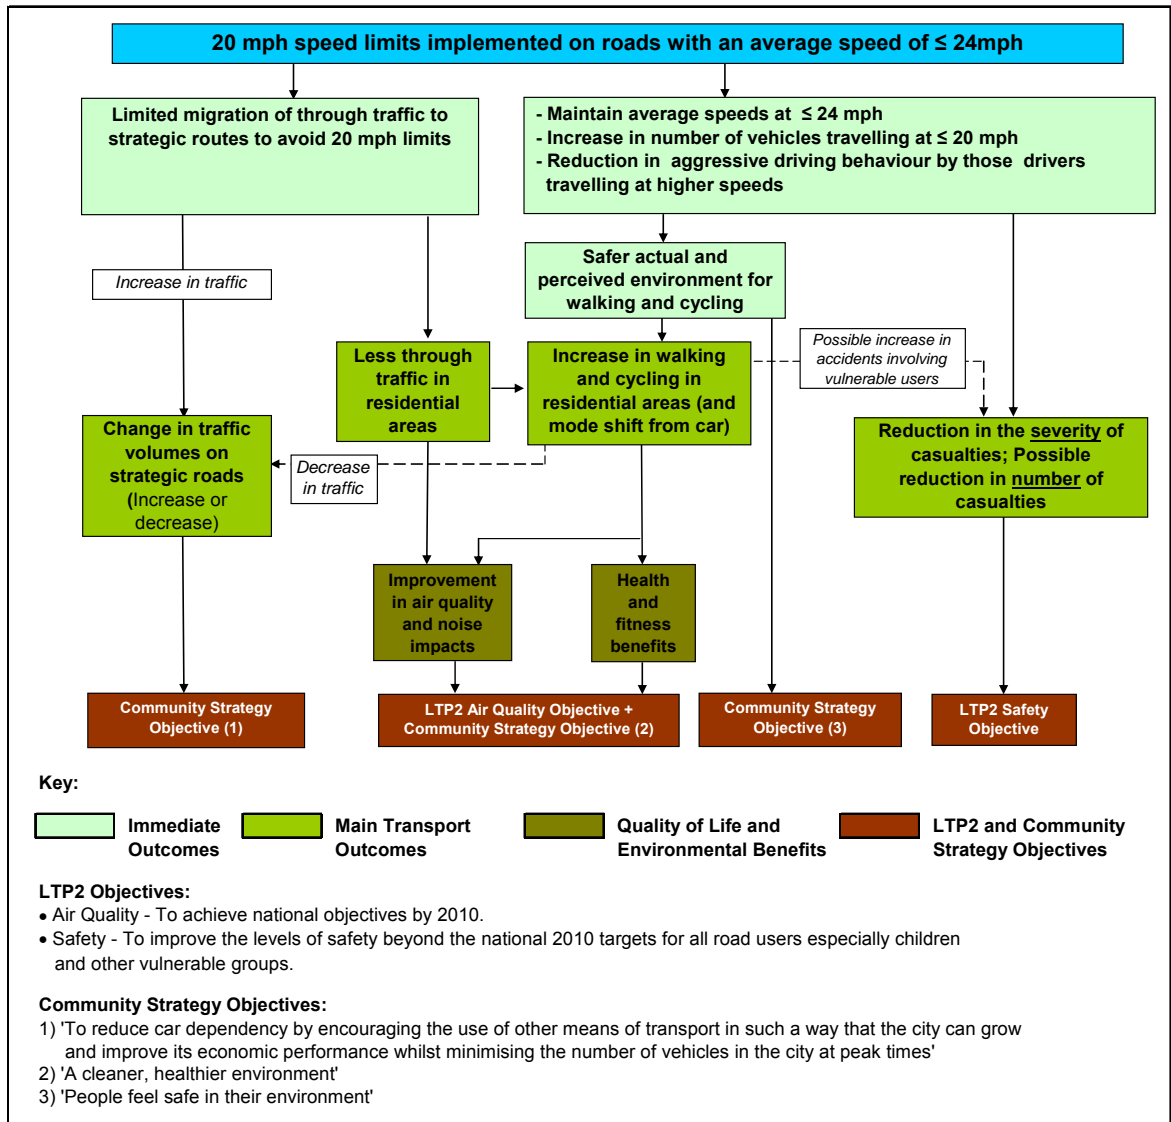 20 mph speed limits implemented on roads with an average speed of ≤ 24mph
Limited migration of through traffic to
strategic routes to avoid 20 mph limits
- Maintain average speeds at ≤ 24 mph
- Increase in number of vehicles travelling at ≤ 20 mph
- Reduction in aggressive driving behaviour by those drivers
travelling at higher speeds
Increase in traffic
Safer actual and
perceived environment for
walking and cycling
Less through
traffic in
residential
areas
Increase in walking
and cycling in
residential areas (and
mode shift from car)
Possible increase in
accidents involving
vulnerable users
Change in traffic
volumes on
strategic roads
(Increase or
decrease)
Decrease
in traffic
Reduction in the severity of
casualties; Possible
reduction in number of
casualties
Improvement
in air quality
and noise
impacts
Health
and
fitness
benefits
Community Strategy
Objective (1)
LTP2 Air Quality Objective +
Community Strategy Objective (2)
Community Strategy
Objective (3)
LTP2 Safety
Objective
Key:
Immediate
Outcomes
Main Transport
Outcomes
Quality of Life and
Environmental Benefits
LTP2 and Community
Strategy Objectives
LTP2 Objectives:
• Air Quality - To achieve national objectives by 2010.
• Safety - To improve the levels of safety beyond the national 2010 targets for all road users especially children
and other vulnerable groups.
Community Strategy Objectives:
1) 'To reduce car dependency by encouraging the use of other means of transport in such a way that the city can grow
and improve its economic performance whilst minimising the number of vehicles in the city at peak times'
2) 'A cleaner, healthier environment'
3) 'People feel safe in their environment'